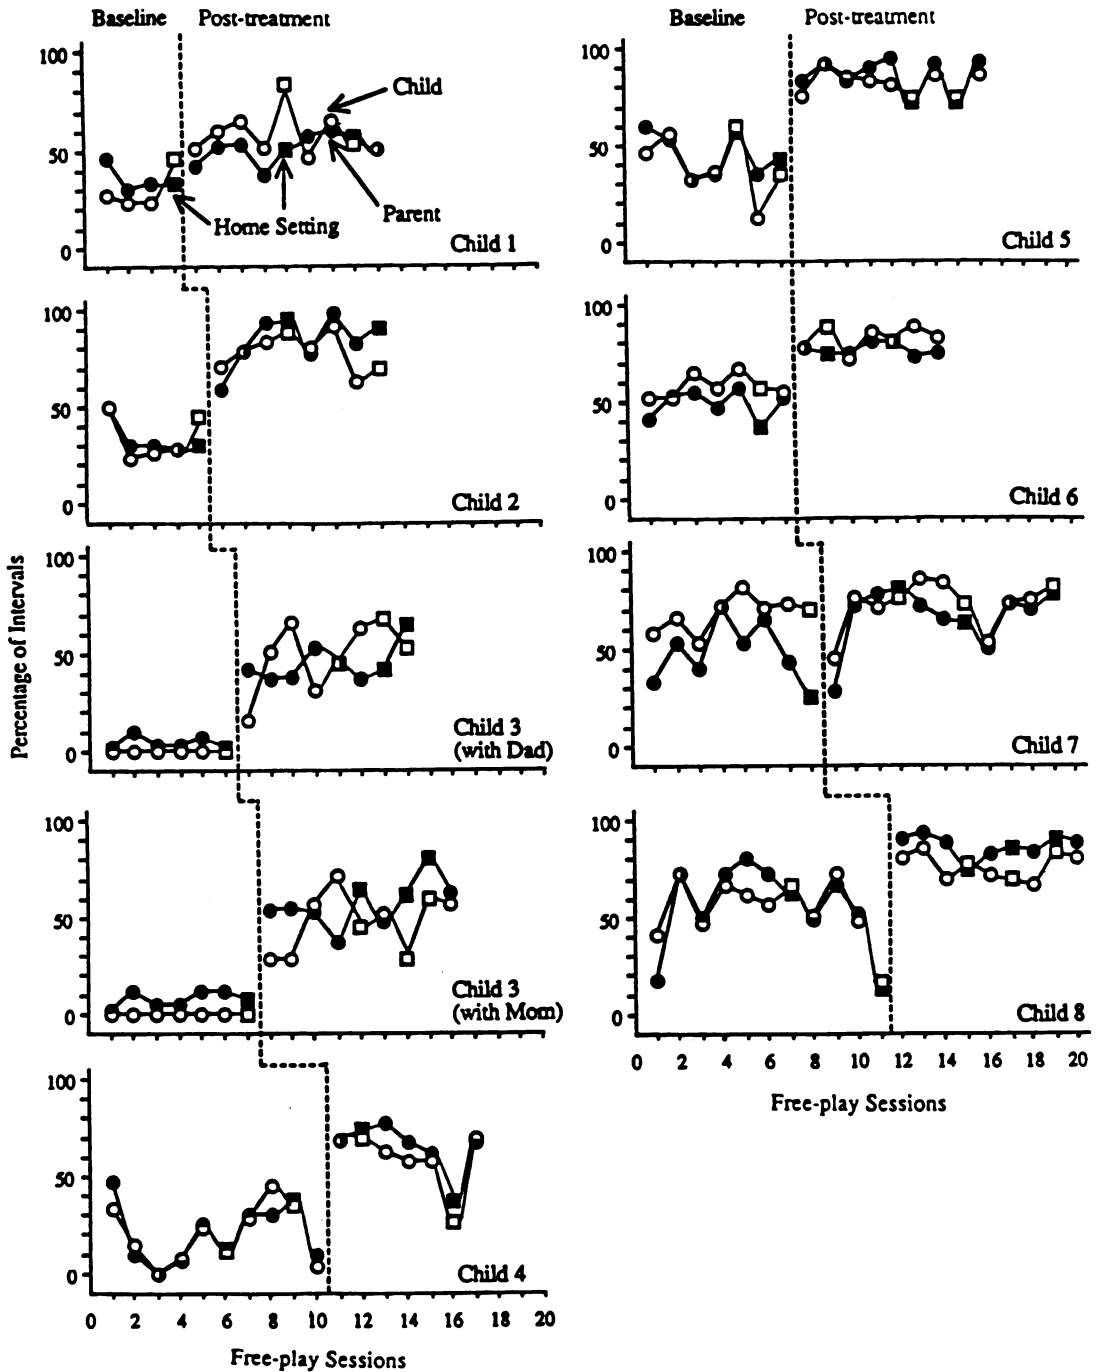 Baseline Post-treatment
100
50
0
Child
Parent
Home Setting
Child 1
100
50
0
Child 2
Percentage of Intervals
100
50
0
Child 3
(with Dad)
100
50
0
Child 3
(with Mom)
100
50
0
Child 4
0 2 4 6 8 10 12 14 16 18 20
Free-play Sessions
Baseline Post-treatment
100
50
0
Child 5
100
50
0
Child 6
100
50
0
Child 7
100
50
0
Child 8
0 2 4 6 8 10 12 14 16 18 20
Free-play Sessions